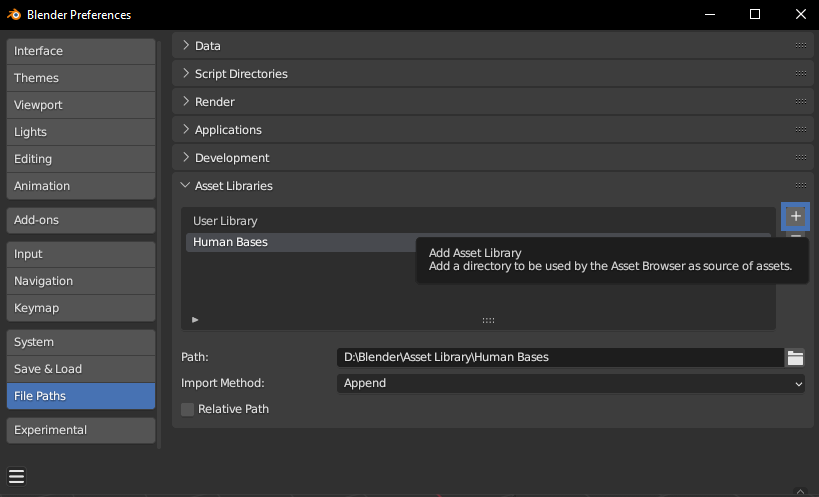 Blender Preferences
Interface
Themes
Viewport
Lights
Editing
Animation
Add-ons
Input
Navigation
Keymap
System
Save & Load
File Paths
Experimental
Data
Script Directories
Render
Applications
Development
Asset Libraries
User Library
Human Bases
Add Asset Library
Add a directory to be used by the Asset Browser as source of assets.
Path:
D:\Blender\Asset Library\Human Bases
Import Method:
Append
Relative Path